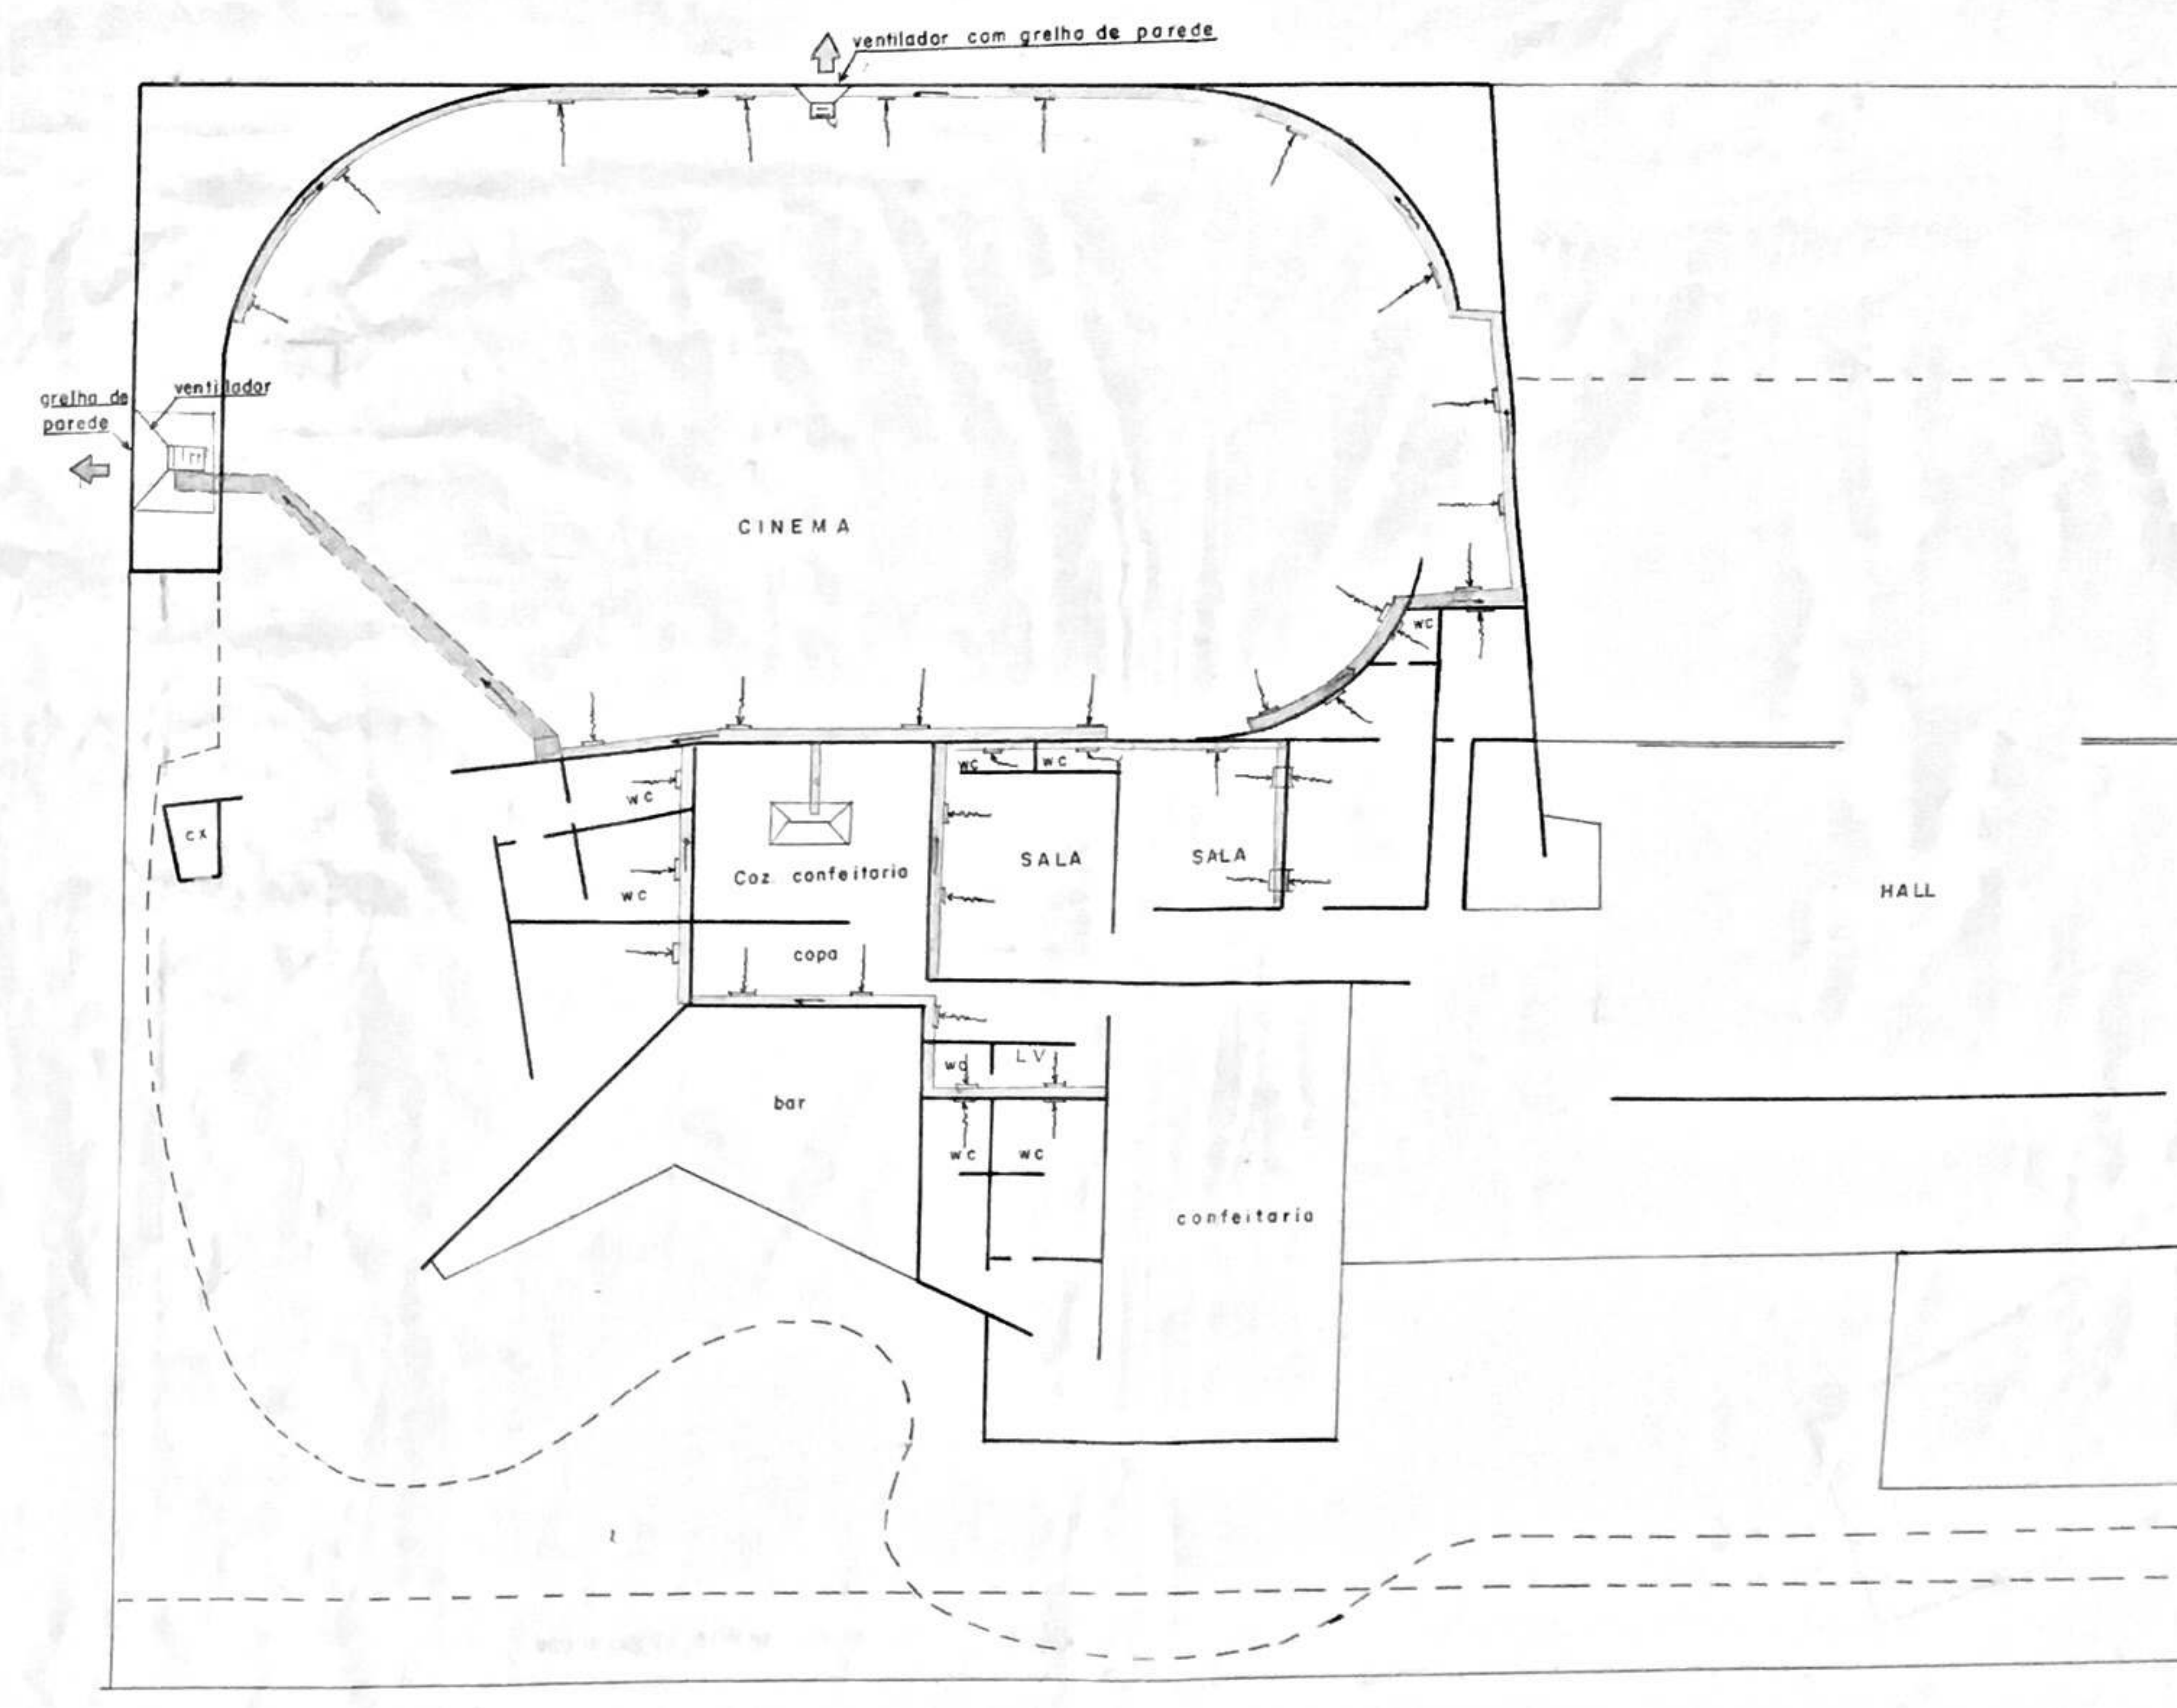 ventilador com grelha de parede
ventilador
grelha de
parede
CINEMA
WC
WC
WC
WC
CX
Coz. confeitaria
SALA
SALA
WC
HALL
copa
WC
LV
bar
WC
WC
confeitaria